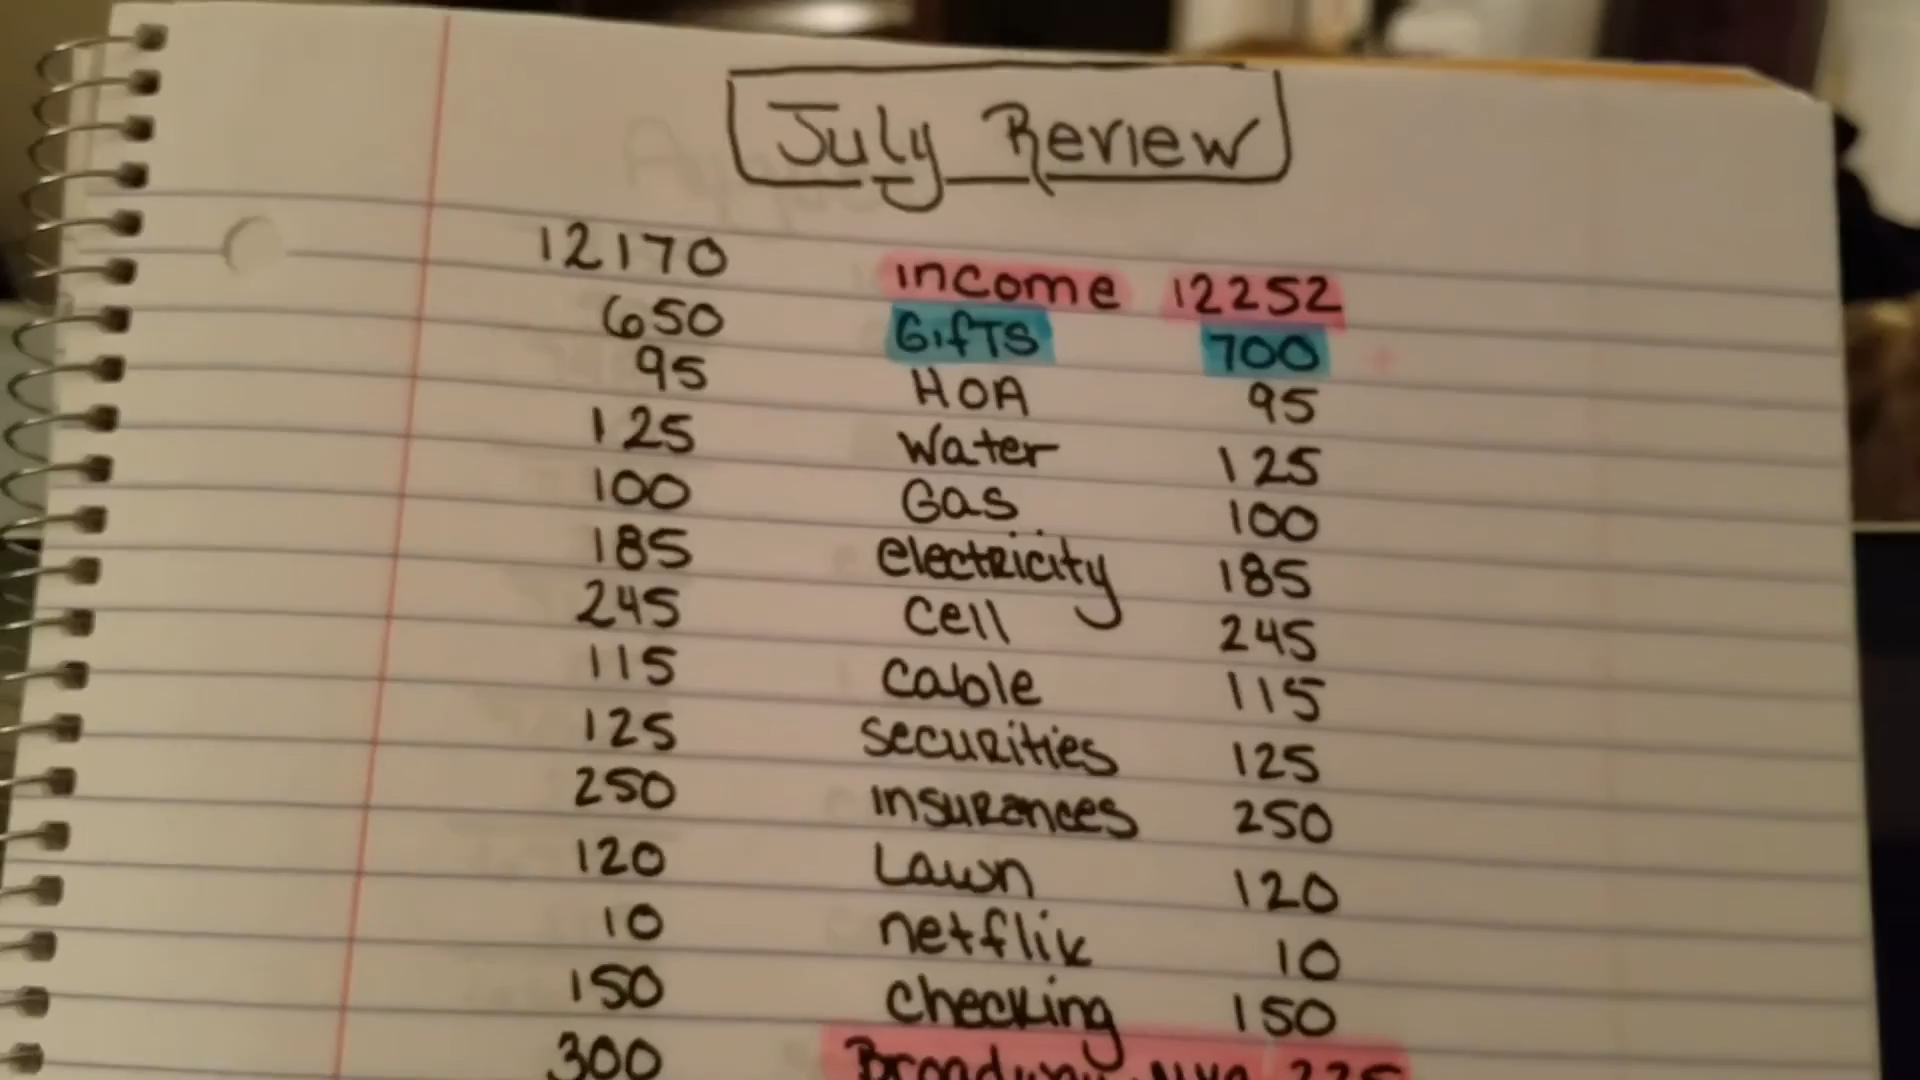 July Review
12170 income 12252
650 Gifts 700
95 HOA 95
125 Water 125
100 Gas 100
185 electricity 185
245 cell 245
115 cable 115
125 securities 125
250 insurances 250
120 Lawn 120
10 netflik 10
150 checking 150
300 Broadway